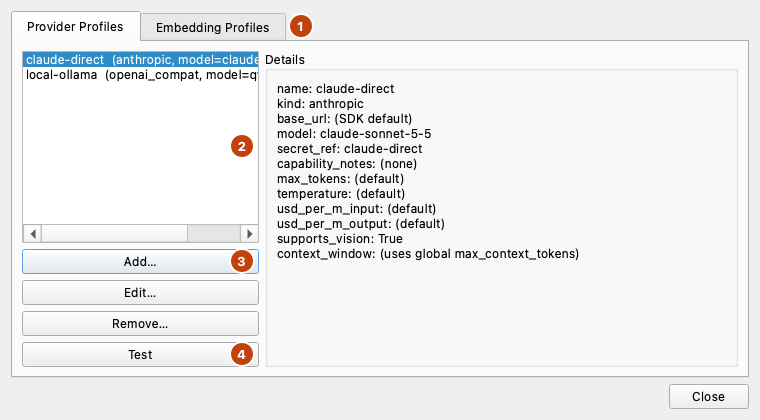 Provider Profiles
Embedding Profiles
1
claude-direct (anthropic, model=claude
local-ollama (openai_compat, model=q
2
Add...
3
Edit...
Remove...
Test
4
Details
name: claude-direct
kind: anthropic
base_url: (SDK default)
model: claude-sonnet-5-5
secret_ref: claude-direct
capability_notes: (none)
max_tokens: (default)
temperature: (default)
usd_per_m_input: (default)
usd_per_m_output: (default)
supports_vision: True
context_window: (uses global max_context_tokens)
Close